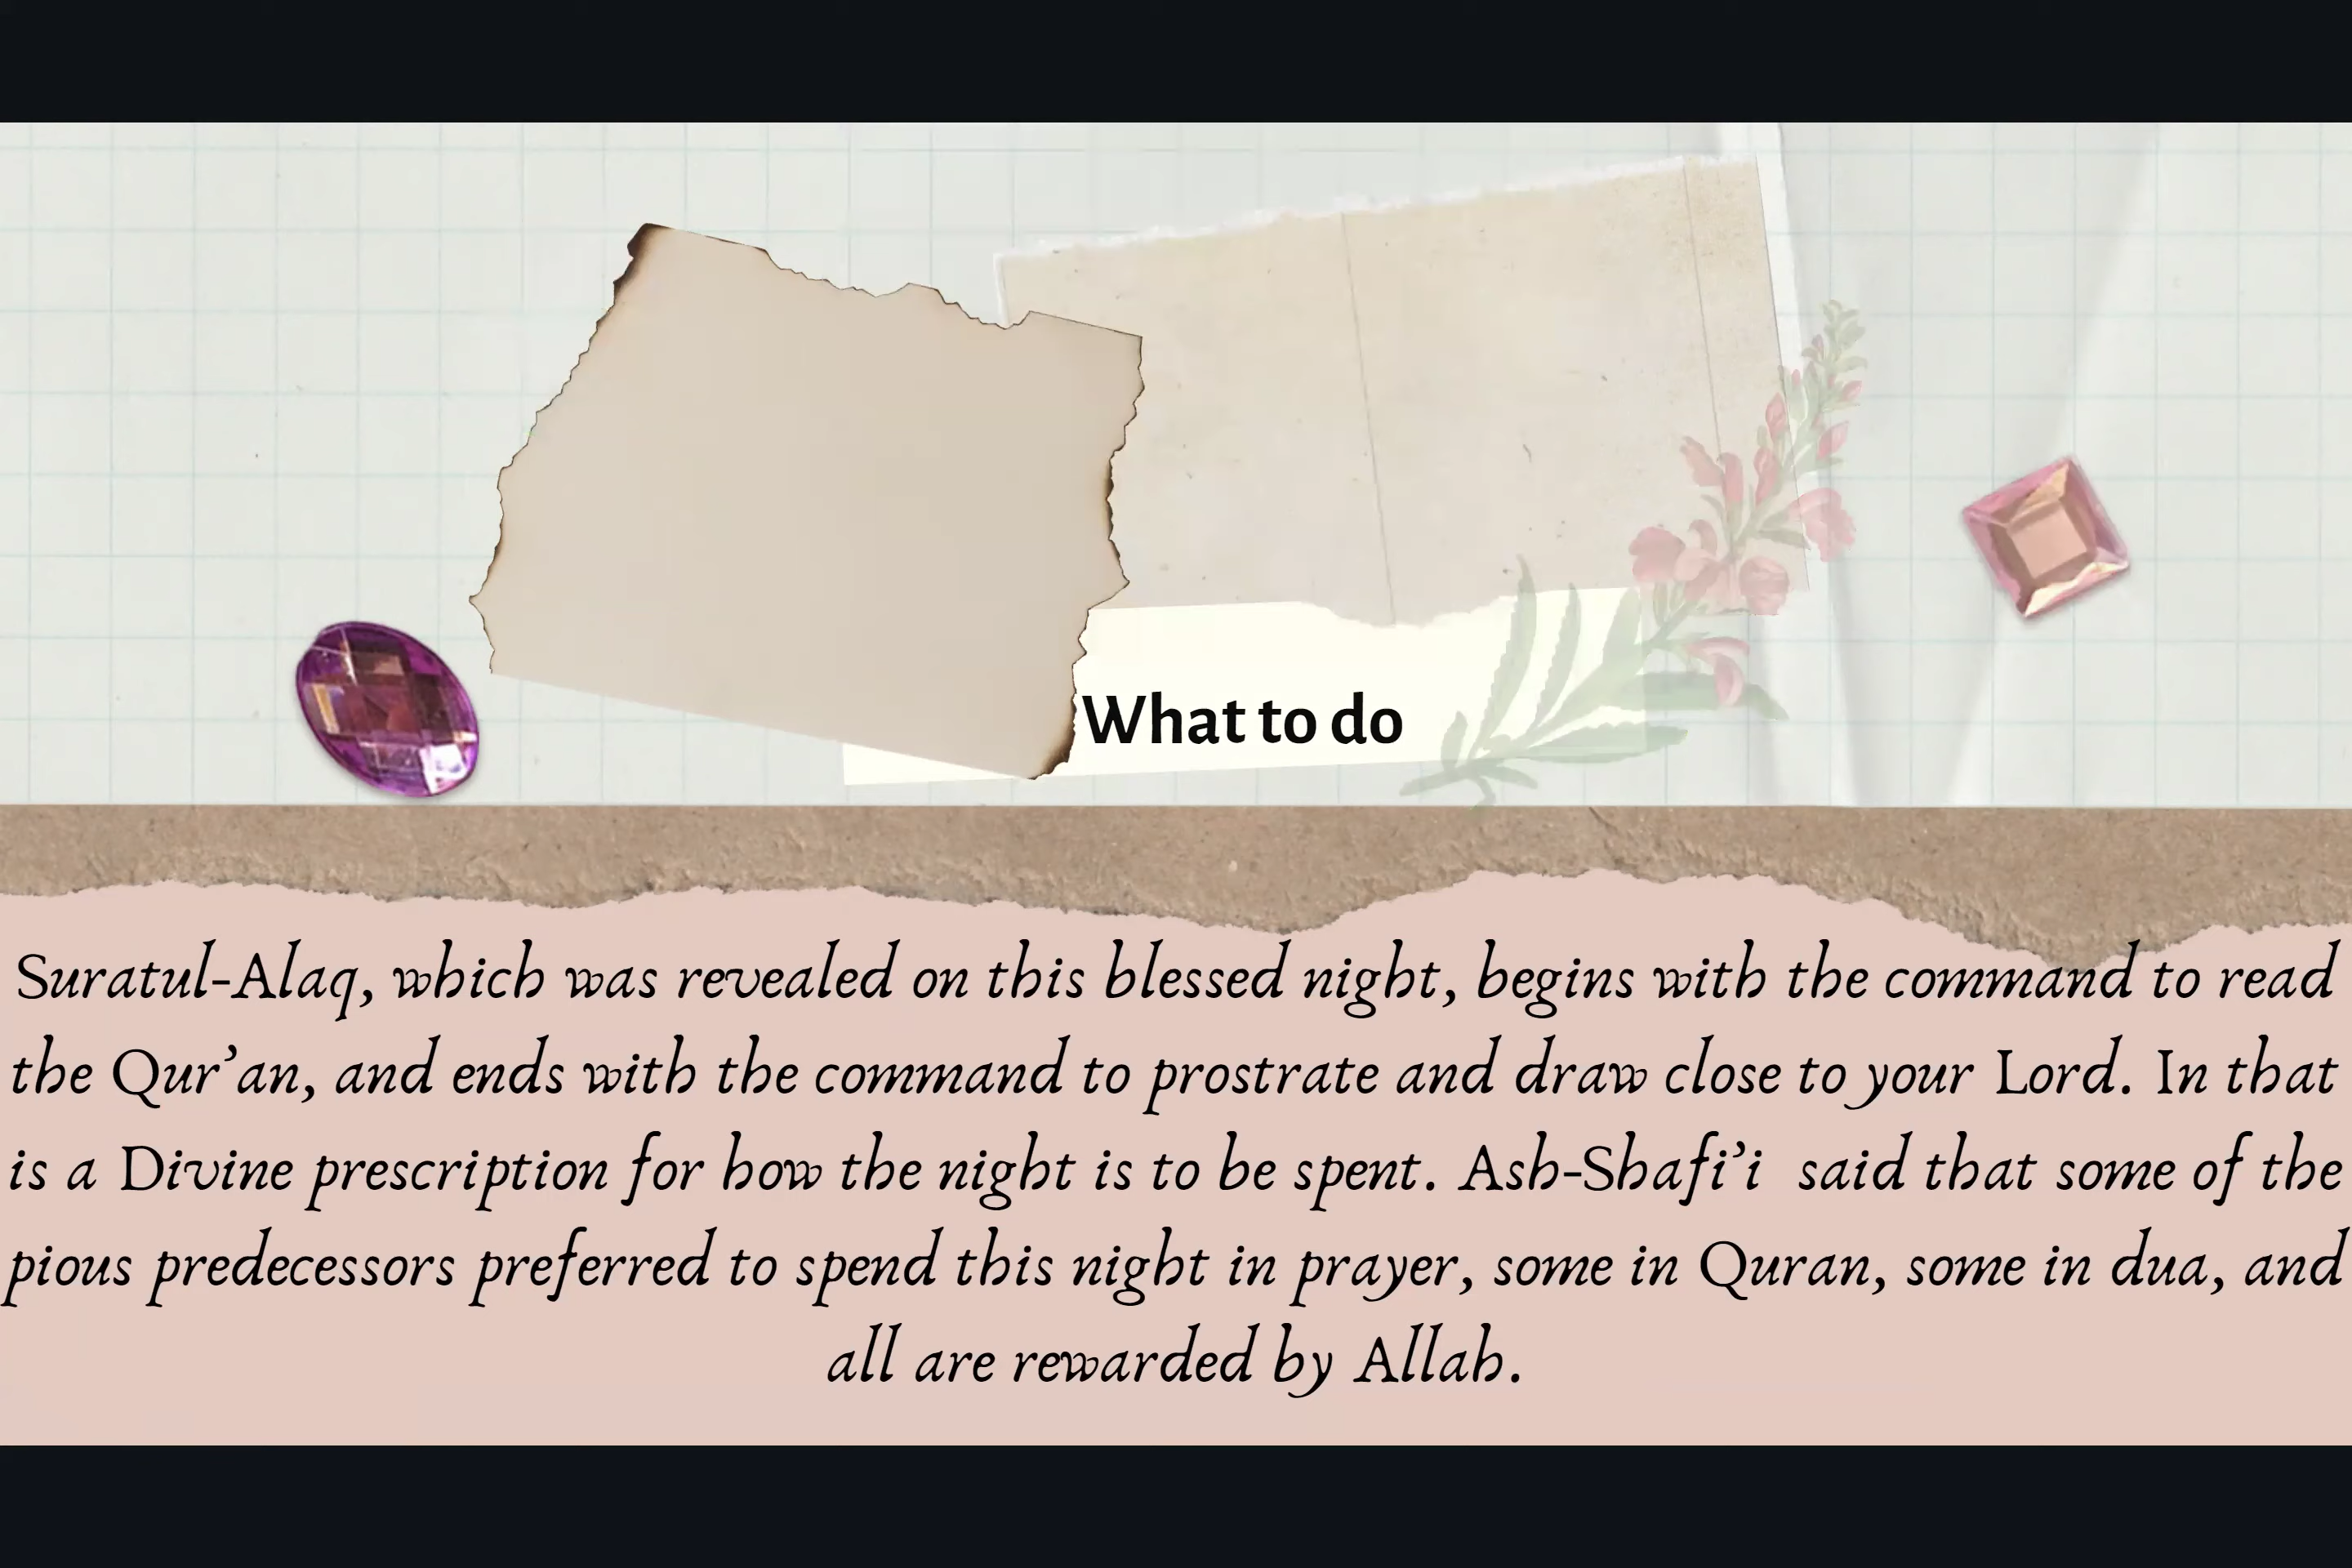 What to do
Suratul-Alaq, which was revealed on this blessed night, begins with the command to read
the Qur’an, and ends with the command to prostrate and draw close to your Lord. In that
is a Divine prescription for how the night is to be spent. Ash-Shafi’i said that some of the
pious predecessors preferred to spend this night in prayer, some in Quran, some in dua, and
all are rewarded by Allah.